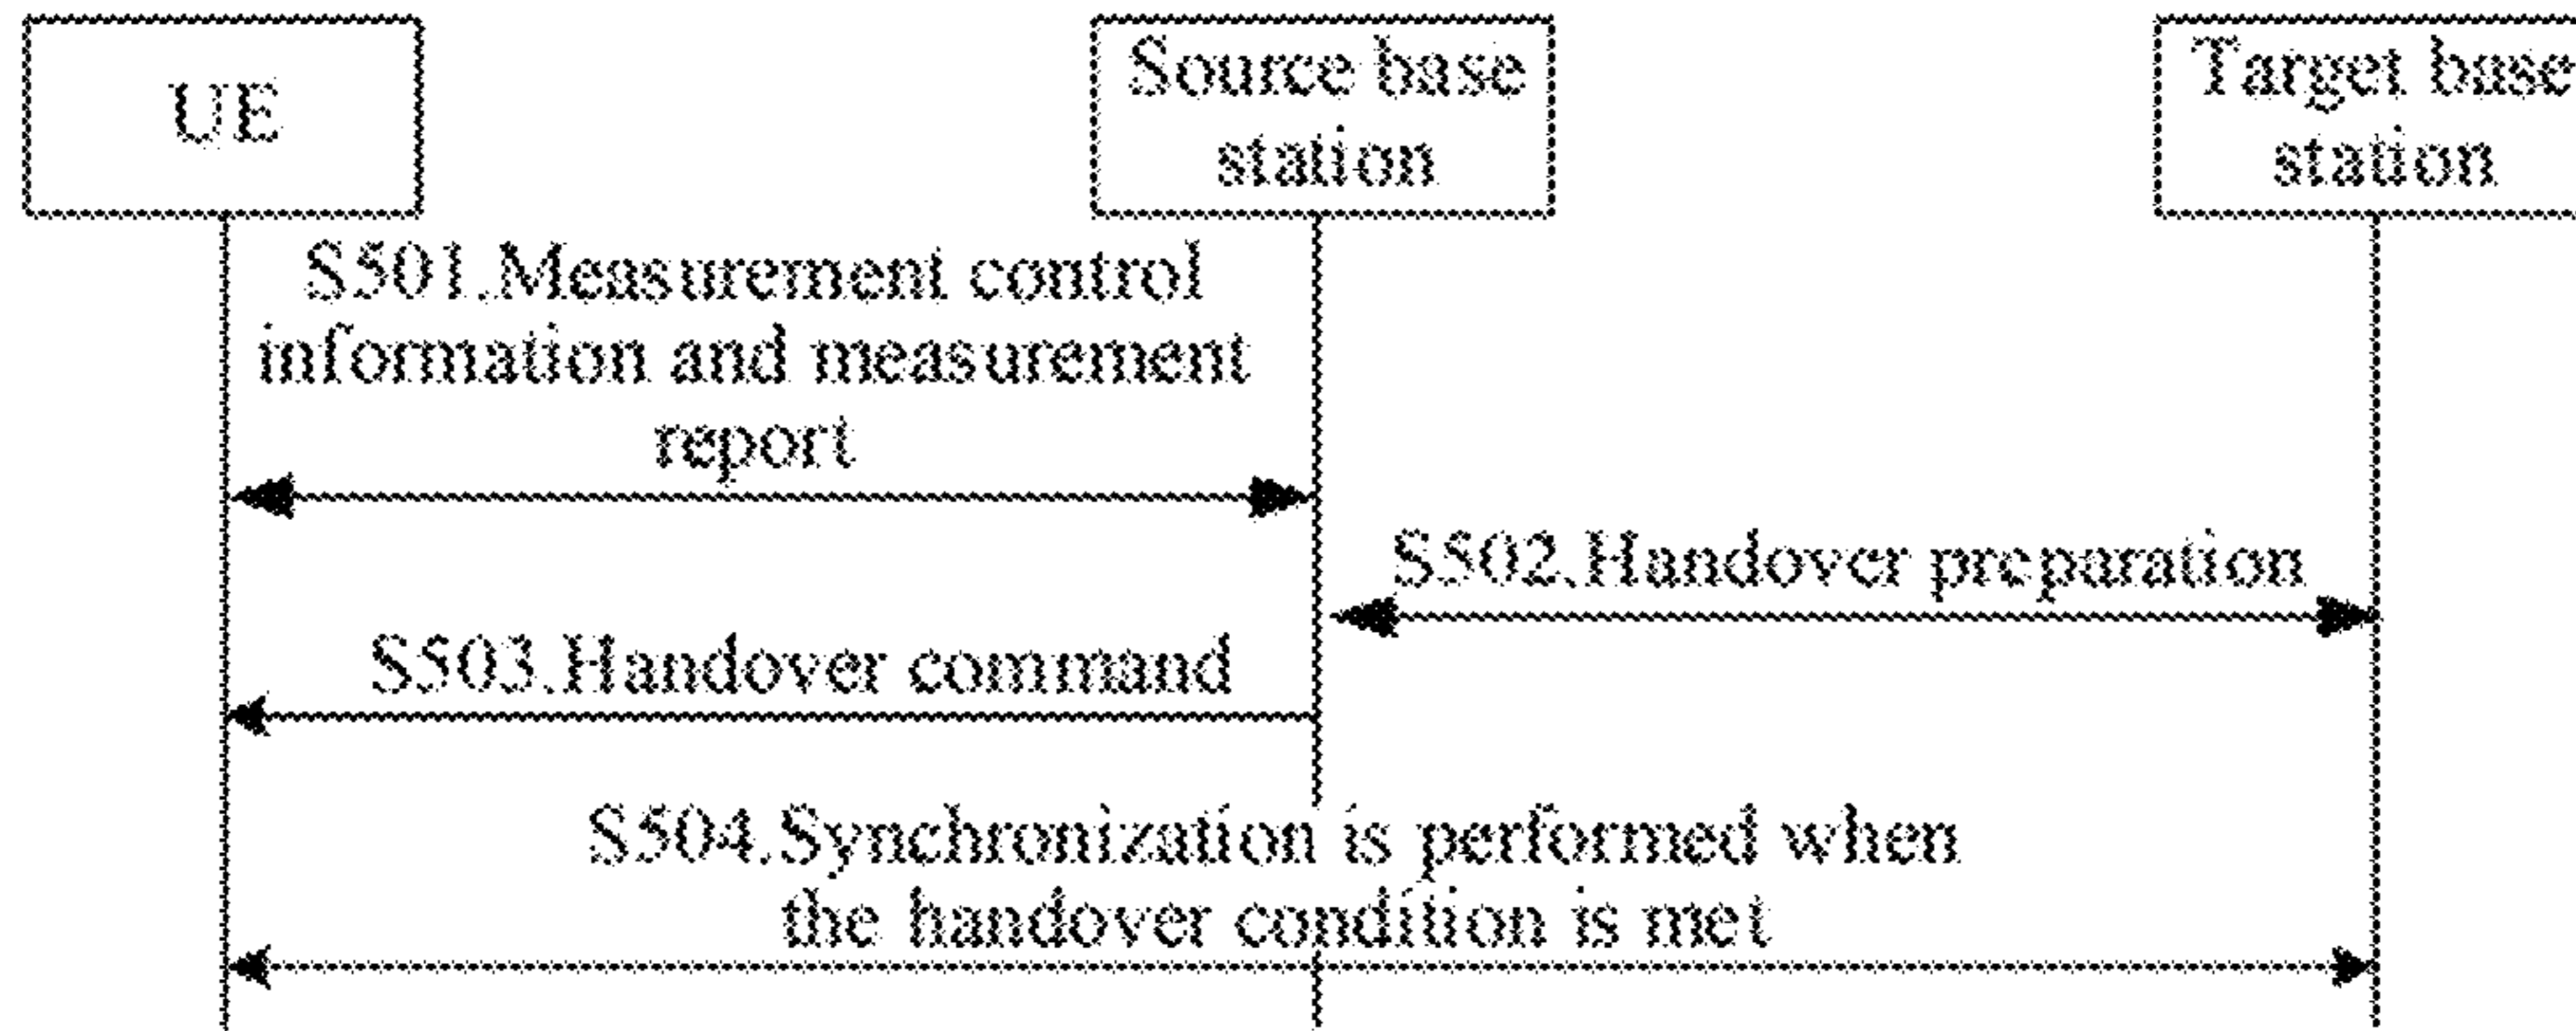 UE
Source base
station
Target base
station
S501.Measurement control
information and measurement
report
S502.Handover preparation
S503.Handover command
S504.Synchronization is performed when
the handover condition is met